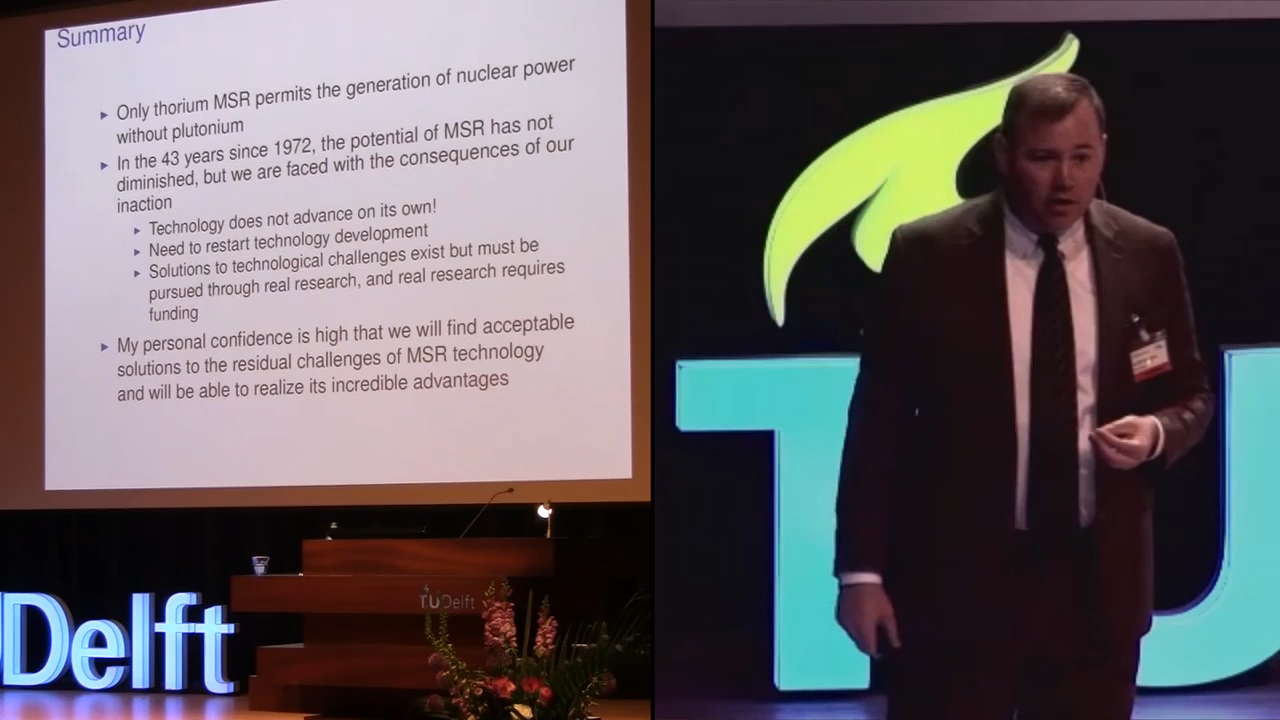 Summary
▸ Only thorium MSR permits the generation of nuclear power
without plutonium
▸ In the 43 years since 1972, the potential of MSR has not
diminished, but we are faced with the consequences of our
inaction
▸ Technology does not advance on its own!
▸ Need to restart technology development
▸ Solutions to technological challenges exist but must be
pursued through real research, and real research requires
funding
▸ My personal confidence is high that we will find acceptable
solutions to the residual challenges of MSR technology
and will be able to realize its incredible advantages
TUDelft
UDelft
TU